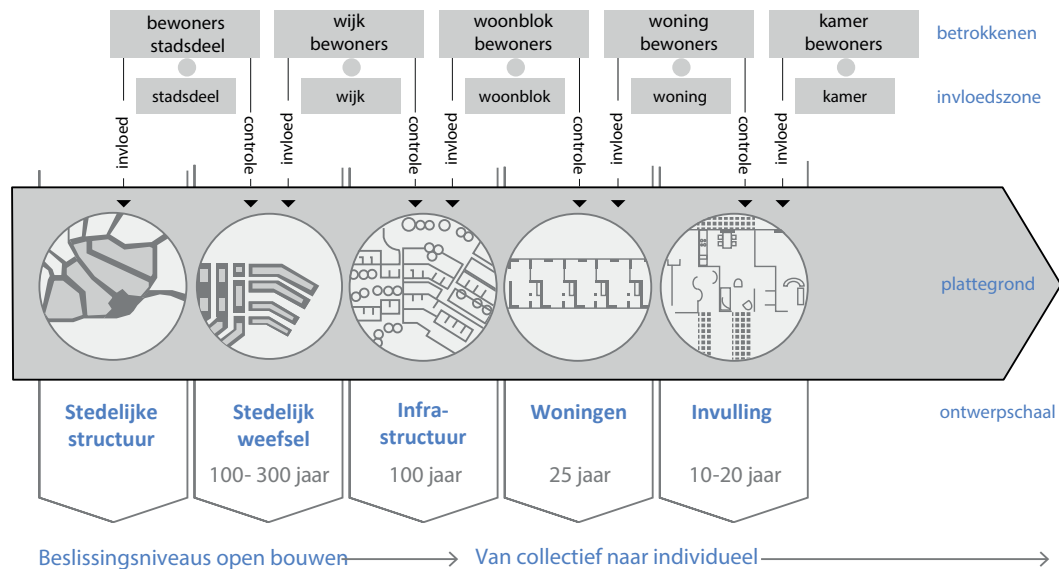 bewoners
stadsdeel
wijk
bewoners
woonblok
bewoners
woning
bewoners
kamer
bewoners
betrokkenen
stadsdeel
wijk
woonblok
woning
kamer
invloedszone
invloed
controle
invloed
controle
invloed
controle
invloed
controle
invloed
plattegrond
Stedelijke
structuur
Stedelijk
weefsel
100- 300 jaar
Infra-
structuur
100 jaar
Woningen
25 jaar
Invulling
10-20 jaar
ontwerpschaal
Beslissingsniveaus open bouwen
Van collectief naar individueel